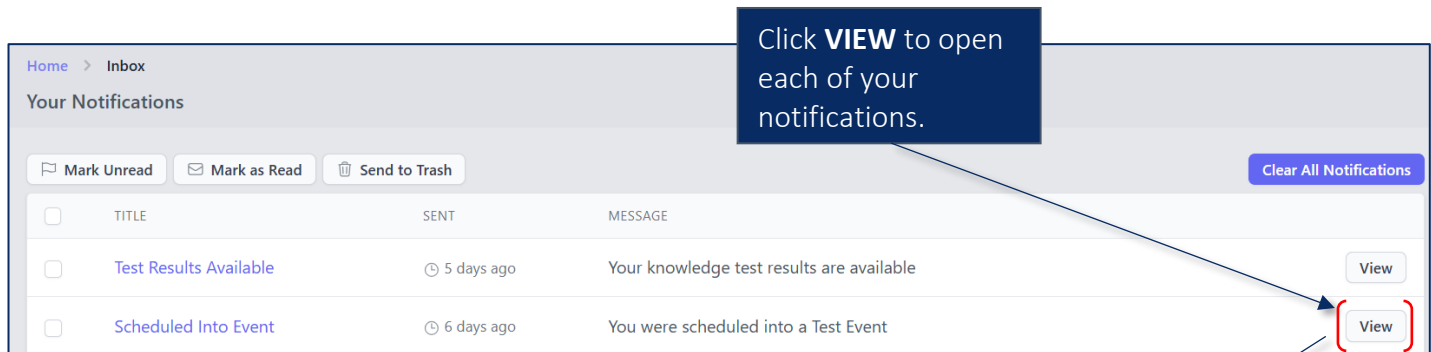 Click VIEW to open
each of your
notifications.
Home > Inbox
Your Notifications
Mark Unread Mark as Read Send to Trash Clear All Notifications
TITLE SENT MESSAGE
Test Results Available 5 days ago Your knowledge test results are available View
Scheduled Into Event 6 days ago You were scheduled into a Test Event View